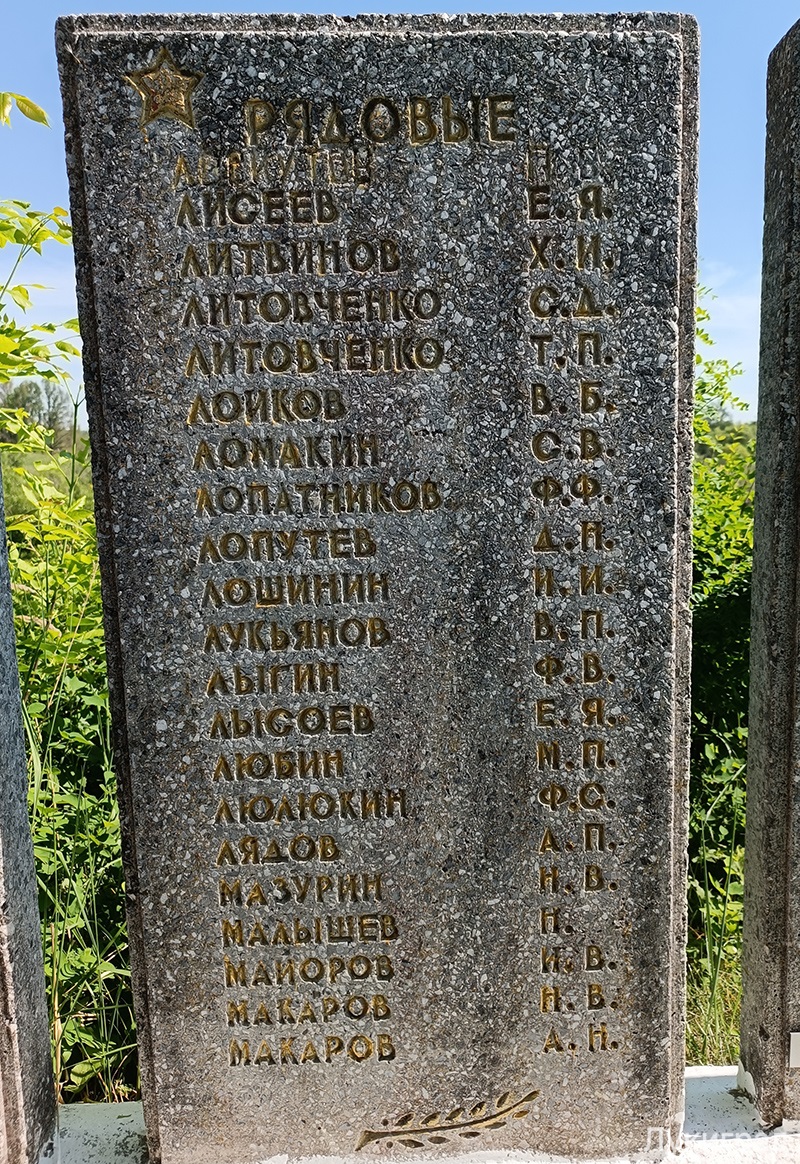 РЯДОВЫЕ
ЛИСЕЕВ Е. Я.
ЛИТВИНОВ Х. И.
ЛИТОВЧЕНКО С. Д.
ЛИТОВЧЕНКО Т. П.
ЛОИКОВ В. Б.
ЛОМАКИН С. В.
ЛОПАТНИКОВ Ф. Ф.
ЛОПУТЕВ Д. Н.
ЛОШИНИН И. И.
ЛУКЬЯНОВ В. П.
ЛЫГИН Ф. В.
ЛЫСОЕВ Е. Я.
ЛЮБИН М. П.
ЛЮЛЮКИН Ф. С.
ЛЯДОВ А. П.
МАЗУРИН Н. В.
МАЛЫШЕВ Н.
МАЙОРОВ И. В.
МАКАРОВ Н. В.
МАКАРОВ А. Н.